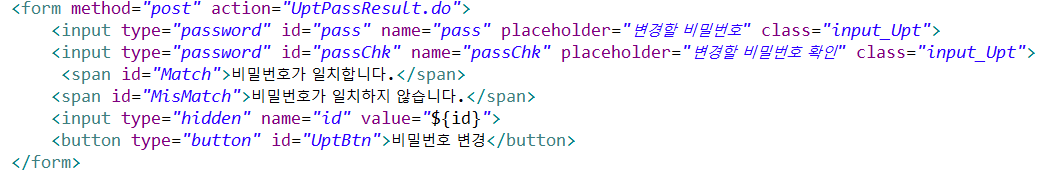 <form method="post" action="UptPassResult.do">
<input type="password" id="pass" name="pass" placeholder="변경할 비밀번호" class="input_Upt">
<input type="password" id="passChk" name="passChk" placeholder="변경할 비밀번호 확인" class="input_Upt">
<span id="Match">비밀번호가 일치합니다.</span>
<span id="MisMatch">비밀번호가 일치하지 않습니다.</span>
<input type="hidden" name="id" value="${id}">
<button type="button" id="UptBtn">비밀번호 변경</button>
</form>